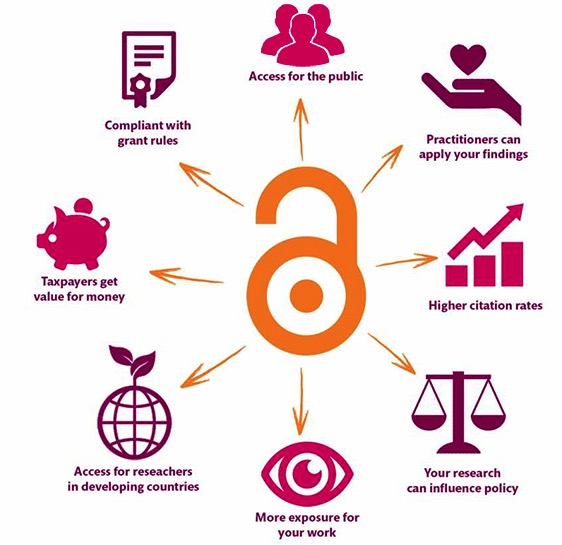 Access for the public
Practitioners can
apply your findings
Higher citation rates
Your research
can influence policy
More exposure for
your work
Access for reseachers
in developing countries
Taxpayers get
value for money
Compliant with
grant rules